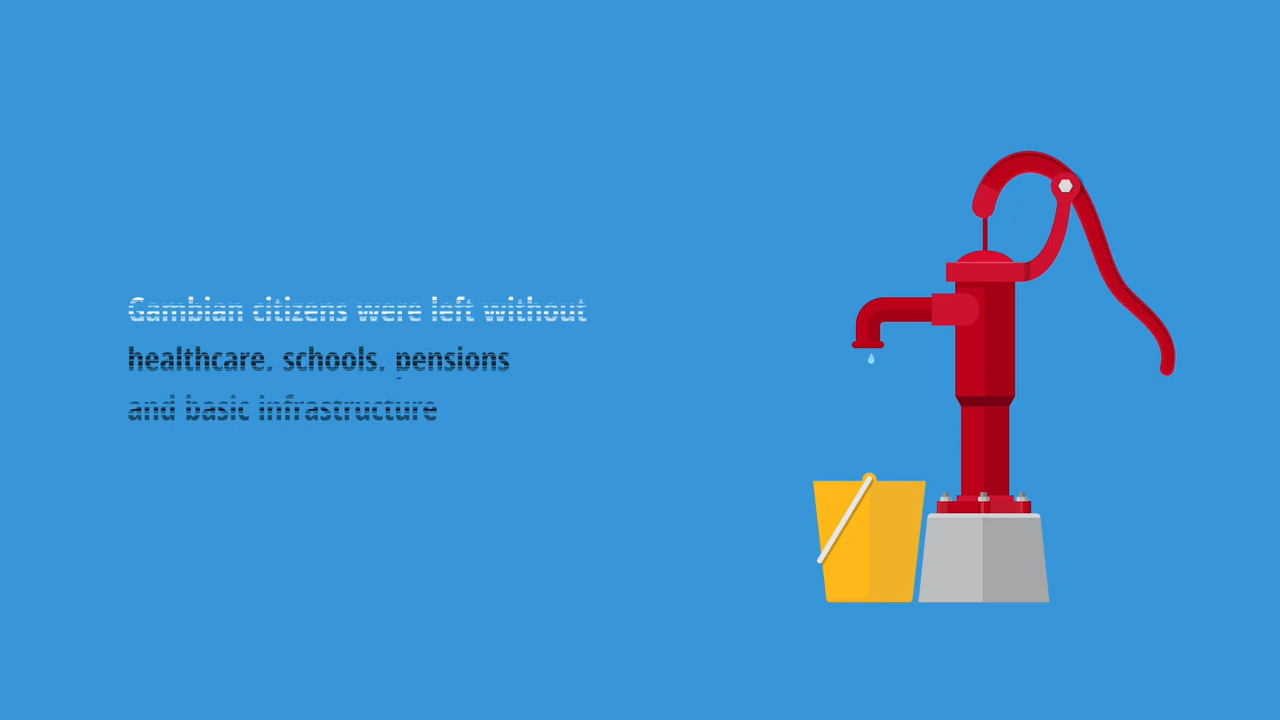 Gambian citizens were left without
healthcare, schools, pensions
and basic infrastructure